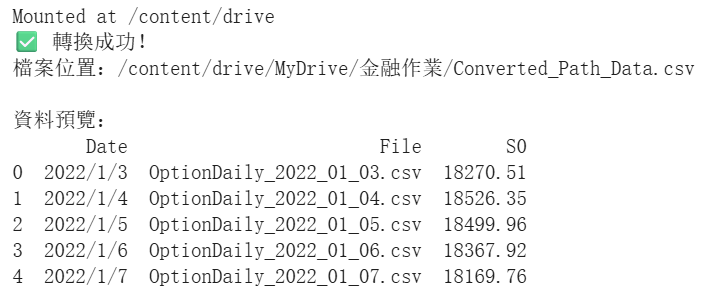 Mounted at /content/drive
✅ 轉換成功!
檔案位置: /content/drive/MyDrive/金融作業/Converted_Path_Data.csv
資料預覽:
Date File S0
0 2022/1/3 OptionDaily_2022_01_03.csv 18270.51
1 2022/1/4 OptionDaily_2022_01_04.csv 18526.35
2 2022/1/5 OptionDaily_2022_01_05.csv 18499.96
3 2022/1/6 OptionDaily_2022_01_06.csv 18367.92
4 2022/1/7 OptionDaily_2022_01_07.csv 18169.76